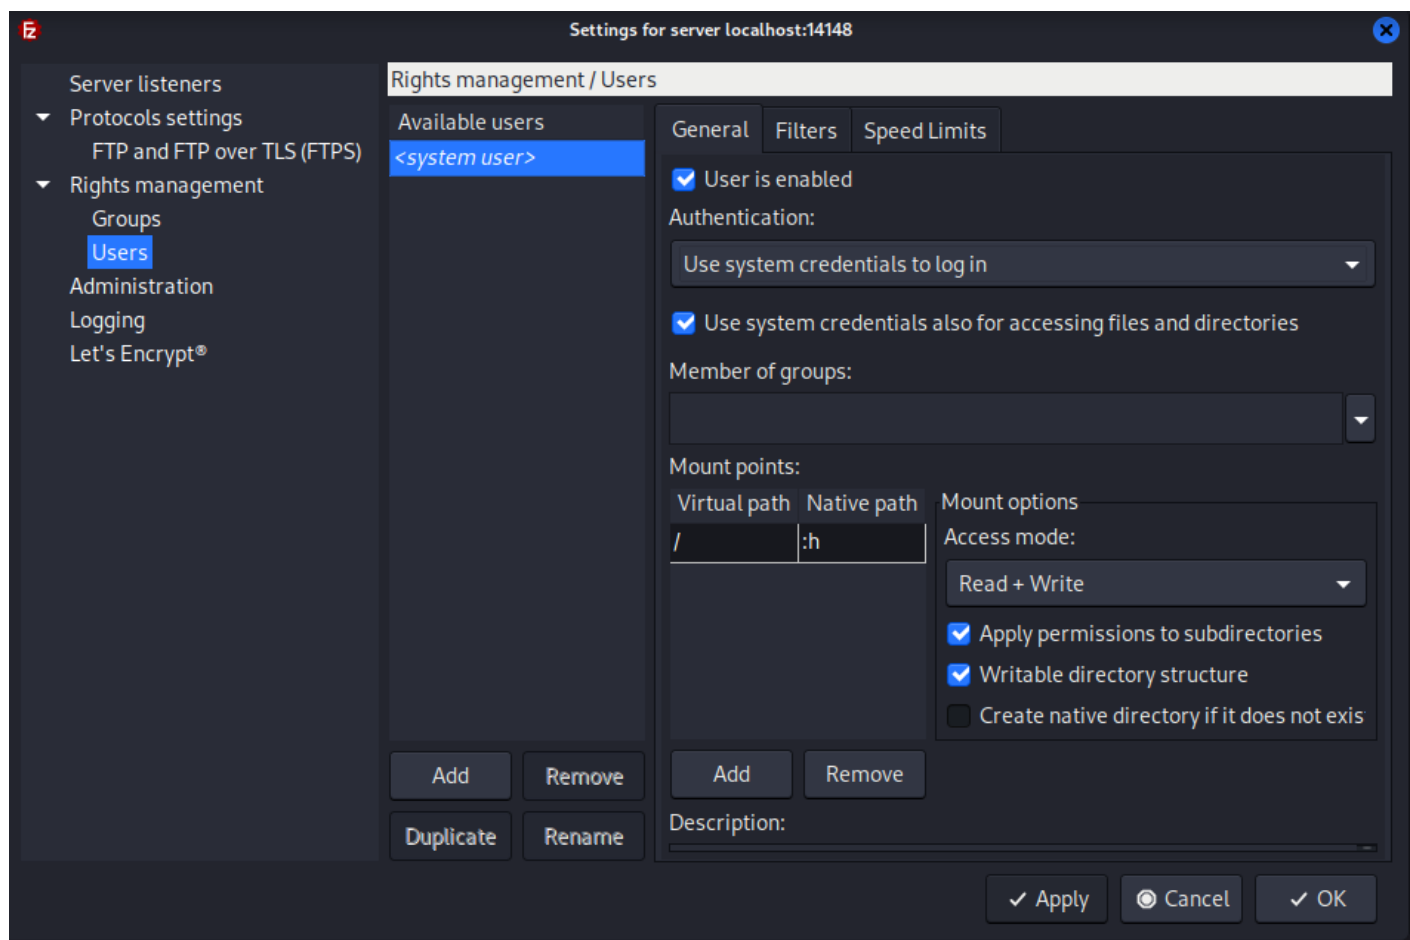 Settings for server localhost:14148
Server listeners
Protocols settings
FTP and FTP over TLS (FTPS)
Rights management
Groups
Users
Administration
Logging
Let's Encrypt®
Rights management / Users
Available users
<system user>
Add
Remove
Duplicate
Rename
General
Filters
Speed Limits
User is enabled
Authentication:
Use system credentials to log in
Use system credentials also for accessing files and directories
Member of groups:
Mount points:
Virtual path Native path
/ :h
Mount options
Access mode:
Read + Write
Apply permissions to subdirectories
Writable directory structure
Create native directory if it does not exis
Add
Remove
Description:
Apply
Cancel
OK